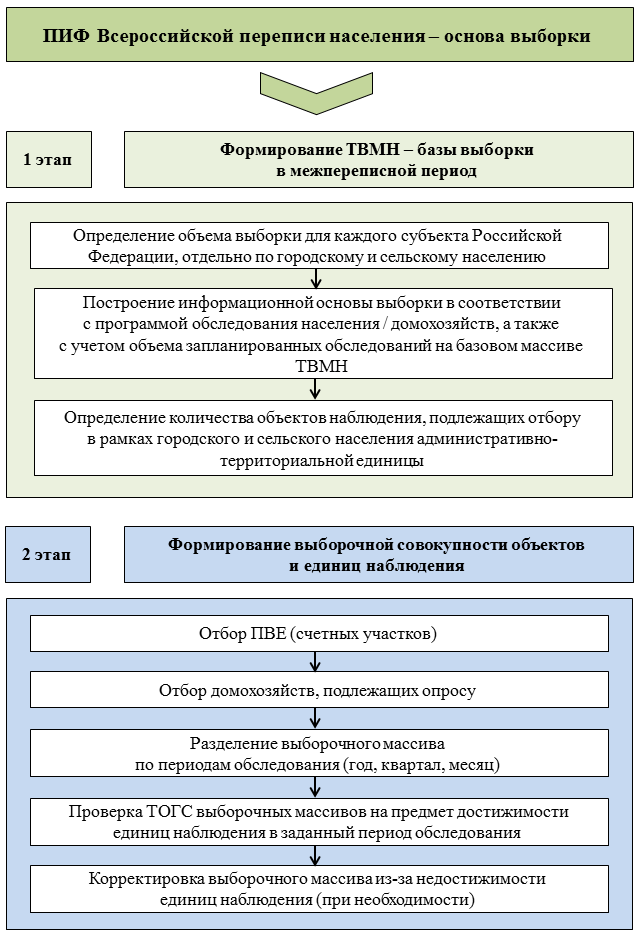 ПИФ Всероссийской переписи населения – основа выборки
1 этап
Формирование ТВМН – базы выборки
в межпереписной период
Определение объема выборки для каждого субъекта Российской
Федерации, отдельно по городскому и сельскому населению
Построение информационной основы выборки в соответствии
с программой обследования населения / домохозяйств, а также
с учетом объема запланированных обследований на базовом массиве
ТВМН
Определение количества объектов наблюдения, подлежащих отбору
в рамках городского и сельского населения административно-
территориальной единицы
2 этап
Формирование выборочной совокупности объектов
и единиц наблюдения
Отбор ПВЕ (счетных участков)
Отбор домохозяйств, подлежащих опросу
Разделение выборочного массива
по периодам обследования (год, квартал, месяц)
Проверка ТОГС выборочных массивов на предмет достижимости
единиц наблюдения в заданный период обследования
Корректировка выборочного массива из-за недостижимости
единиц наблюдения (при необходимости)